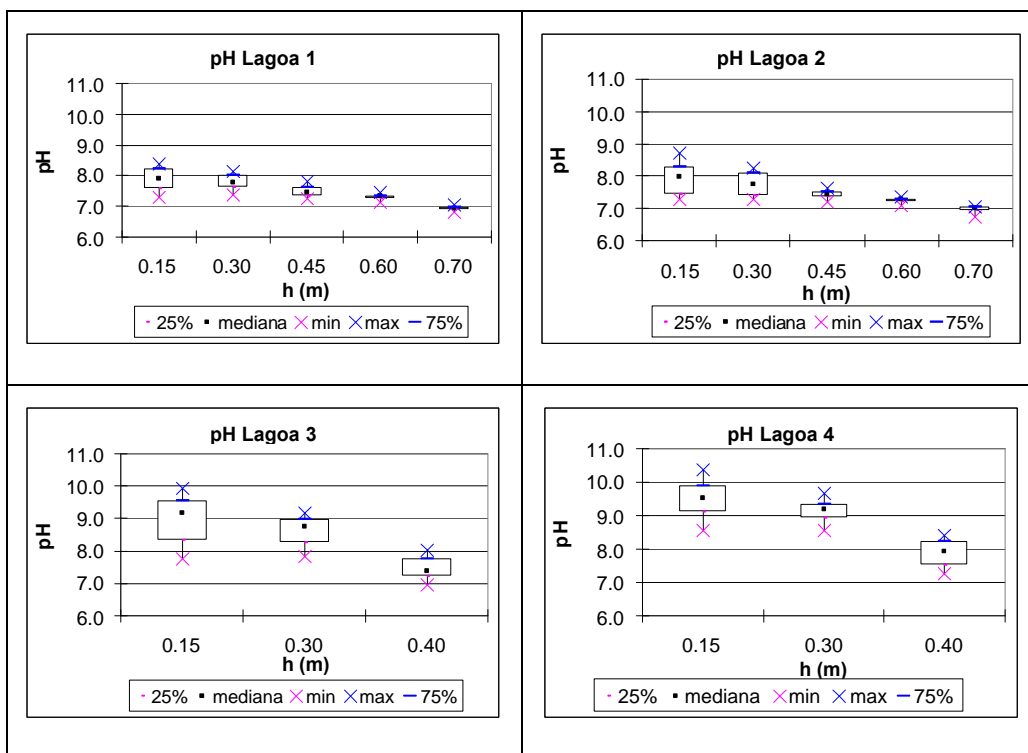 pH Lagoa 1
11.0
10.0
9.0
8.0
7.0
6.0
pH
0.15 0.30 0.45 0.60 0.70
h (m)
25% mediana min max 75%
pH Lagoa 2
11.0
10.0
9.0
8.0
7.0
6.0
pH
0.15 0.30 0.45 0.60 0.70
h (m)
25% mediana min max 75%
pH Lagoa 3
11.0
10.0
9.0
8.0
7.0
6.0
pH
0.15 0.30 0.40
h (m)
25% mediana min max 75%
pH Lagoa 4
11.0
10.0
9.0
8.0
7.0
6.0
pH
0.15 0.30 0.40
h (m)
25% mediana min max 75%